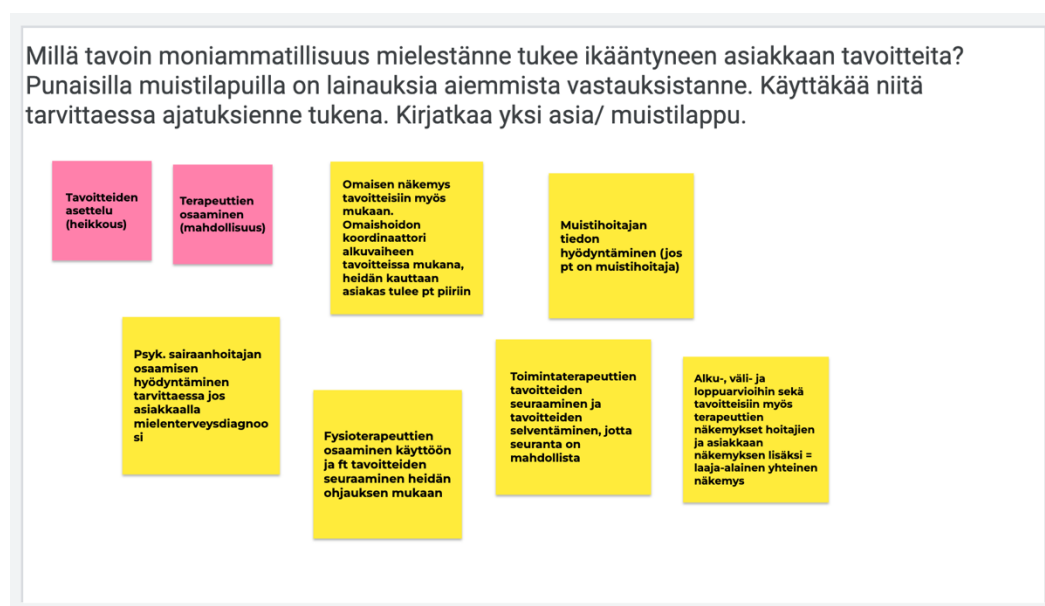 Millä tavoin moniammatillisuus mielestänne tukee ikääntyneen asiakkaan tavoitteita?
Punaisilla muistilapuilla on lainauksia aiemmista vastauksistanne. Käyttäkää niitä
tarvittaessa ajatuksienne tukena. Kirjatkaa yksi asia/ muistilappu.
Tavoitteiden
asettelu
(heikkous)
Terapeuttien
osaaminen
(mahdollisuus)
Omaisen näkemys
tavoitteisiin myös
mukaan.
Omaishoidon
koordinaattori
alkuvaiheen
tavoitteissa mukana,
heidän kauttaan
asiakas tulee pt piiriin
Muistihoitajan
tiedon
hyödyntäminen (jos
pt on muistihoitaja)
Psyk. sairaanhoitajan
osaamisen
hyödyntäminen
tarvittaessa jos
asiakkaalla
mielenterveysdiagnoo
si
Fysioterapeuttien
osaaminen käyttöön
ja ft tavoitteiden
seuraaminen heidän
ohjauksen mukaan
Toimintaterapeuttien
tavoitteiden
seuraaminen ja
tavoitteiden
selventäminen, jotta
seuranta on
mahdollista
Alku-, väli- ja
loppuarvioihin sekä
tavoitteisiin myös
terapeuttien
näkemykset hoitajien
ja asiakkaan
näkemyksen lisäksi =
laaja-alainen yhteinen
näkemys